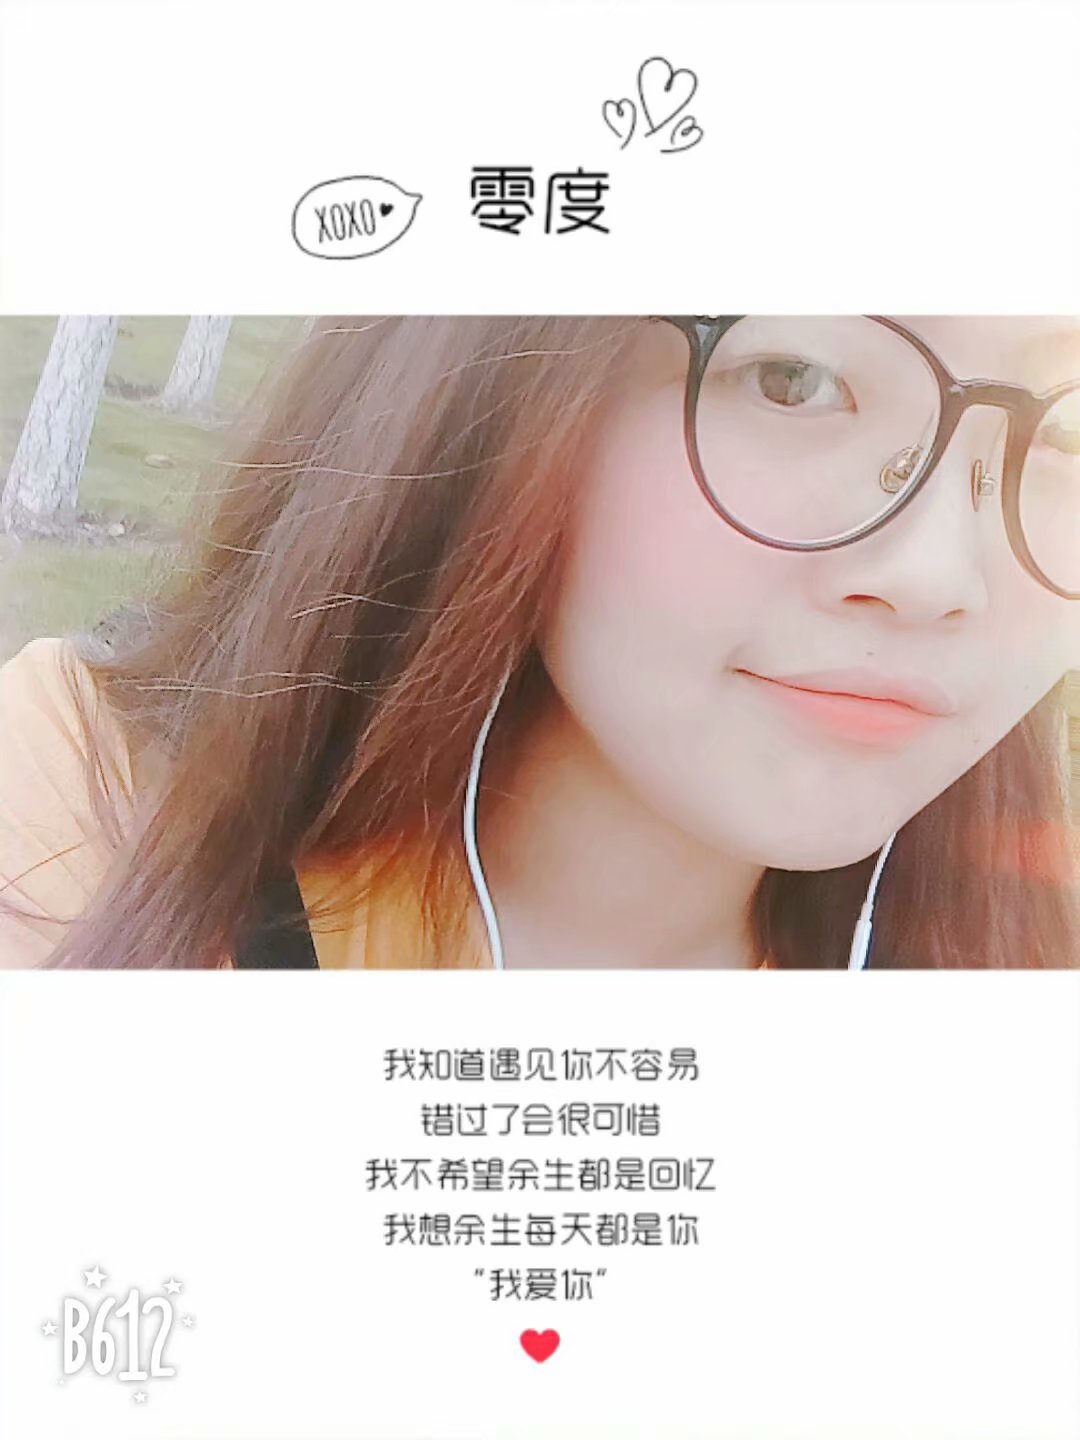 XOXO
零度
我知道遇见你不容易
错过了会很可惜
我不希望余生都是回忆
我想余生每天都是你
“我爱你“
B612